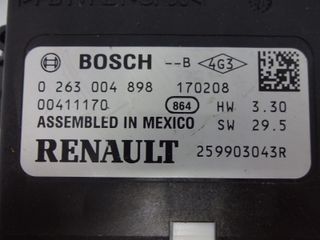 BOSCH --B 4G3
0 263 004 898 170208
00411170 864 HW 3.30
ASSEMBLED IN MEXICO SW 29.5
RENAULT 259903043R